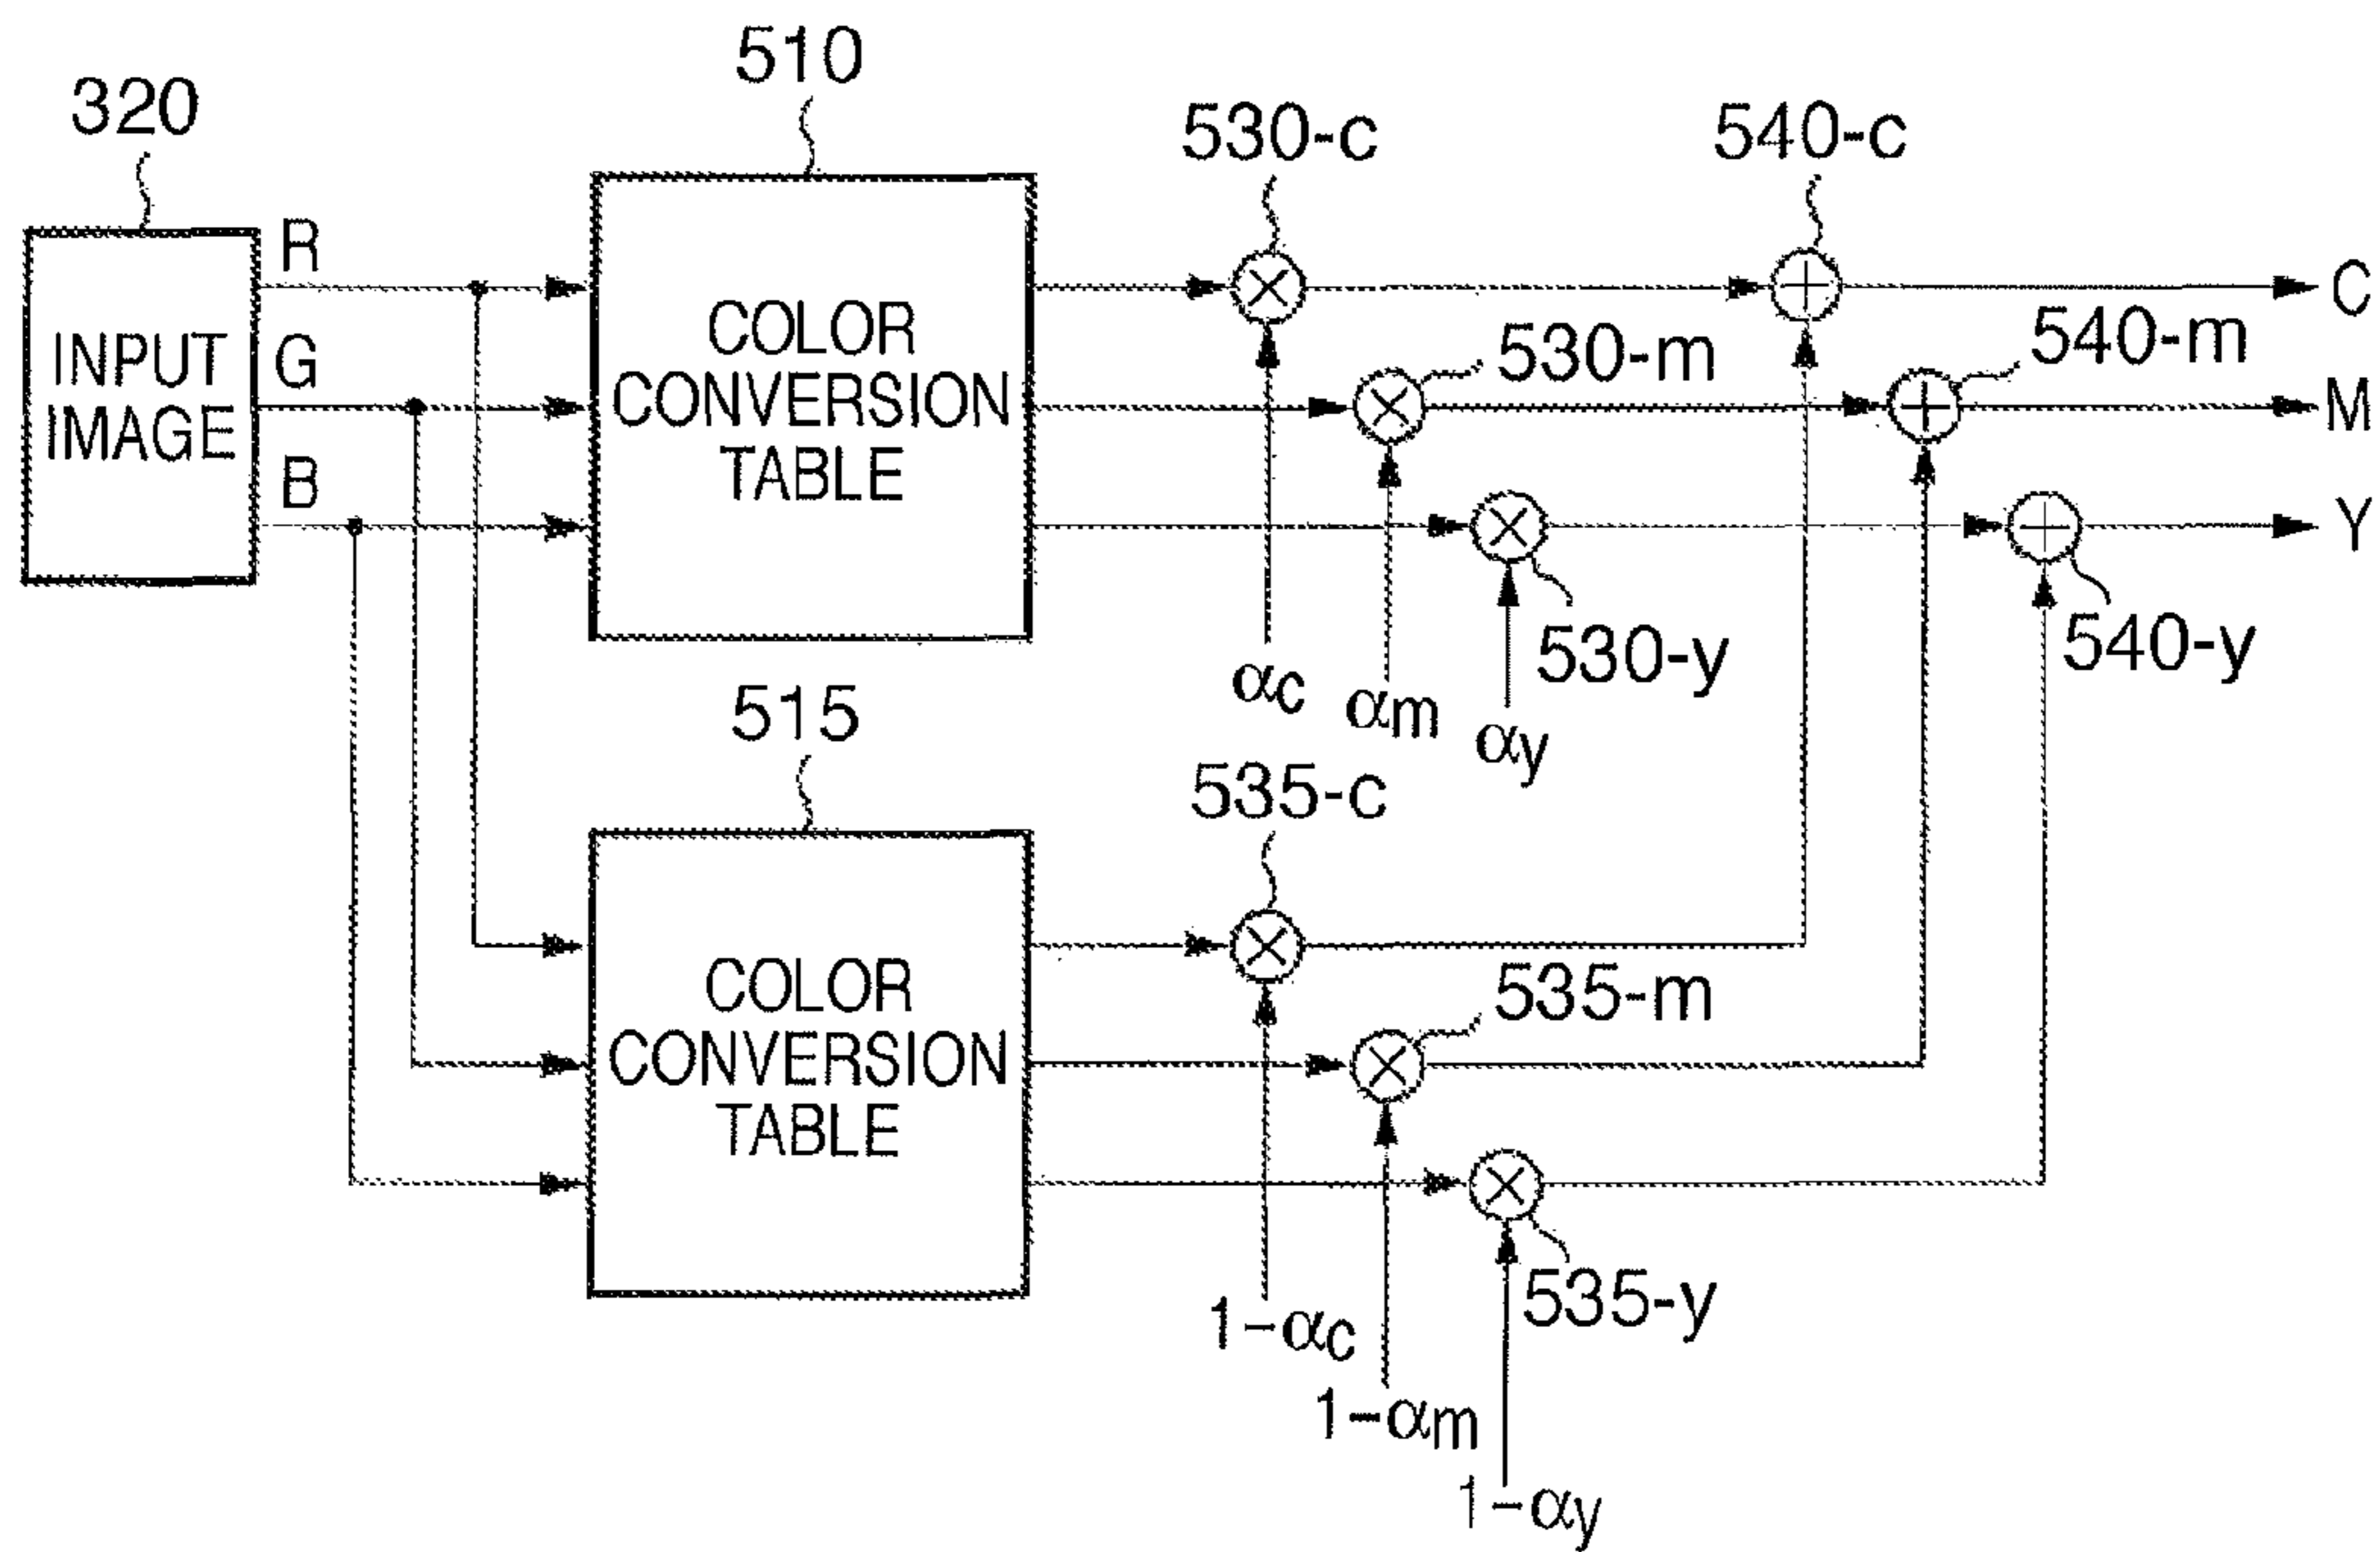 510
320
530-c
540-c
R
C
INPUT
IMAGE
G
COLOR
CONVERSION
TABLE
530-m
540-m
M
B
Y
530-y
540-y
αc
αm
αy
515
535-c
COLOR
CONVERSION
TABLE
535-m
535-y
1-αc
1-αm
1-αy